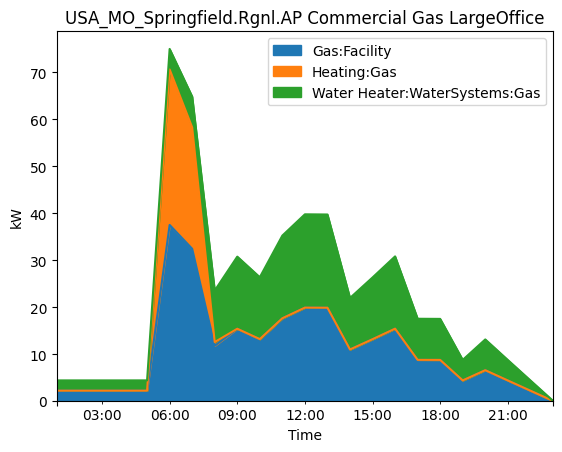 USA_MO_Springfield.Rgnl.AP Commercial Gas LargeOffice
Gas:Facility
Heating:Gas
Water Heater:WaterSystems:Gas
kW
70
60
50
40
30
20
10
0
03:00 06:00 09:00 12:00 15:00 18:00 21:00
Time